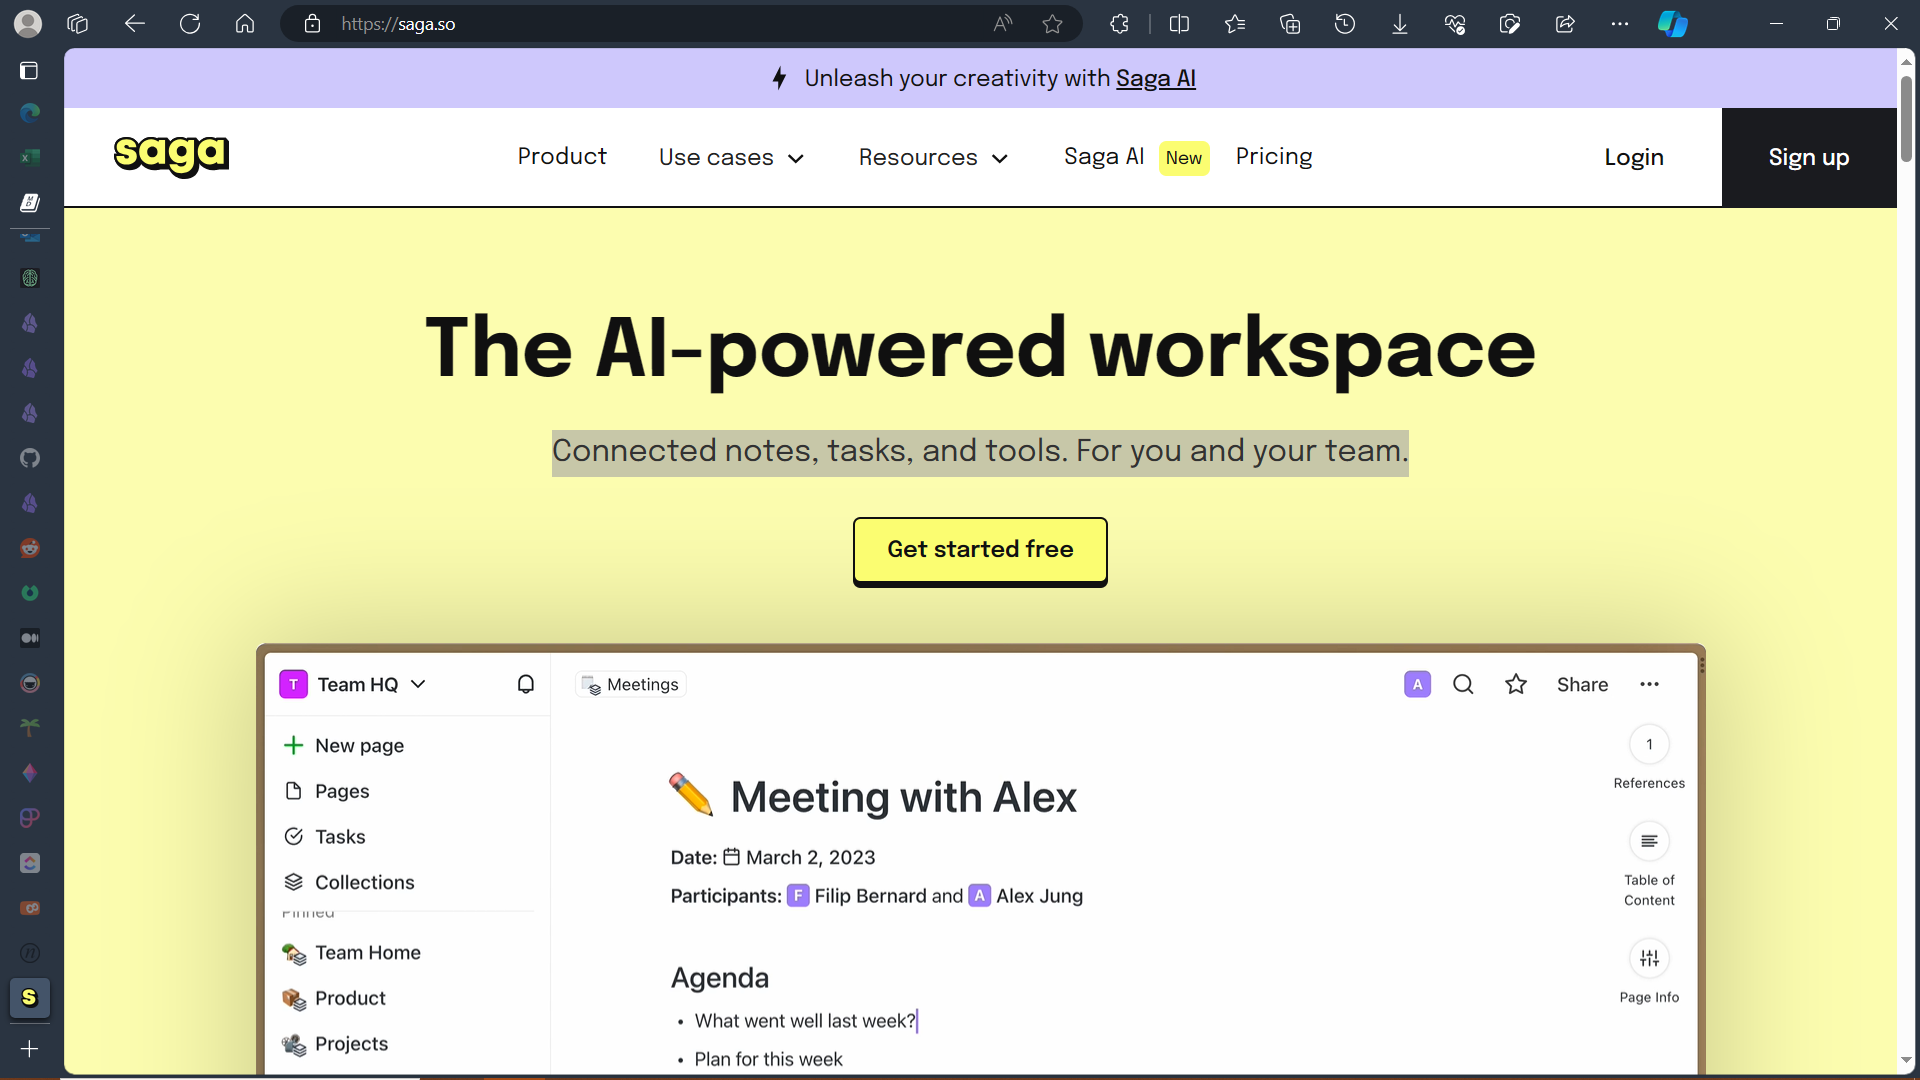 https://saga.so
Unleash your creativity with Saga AI
saga
Product
Use cases
Resources
Saga AI New
Pricing
Login
Sign up
The AI-powered workspace
Connected notes, tasks, and tools. For you and your team.
Get started free
T Team HQ
Meetings
A
Share
New page
Pages
Tasks
Collections
Pinned
Team Home
Product
Projects
Meeting with Alex
Date: March 2, 2023
Participants: F Filip Bernard and A Alex Jung
Agenda
• What went well last week?
• Plan for this week
1
References
Table of
Content
Page Info
S